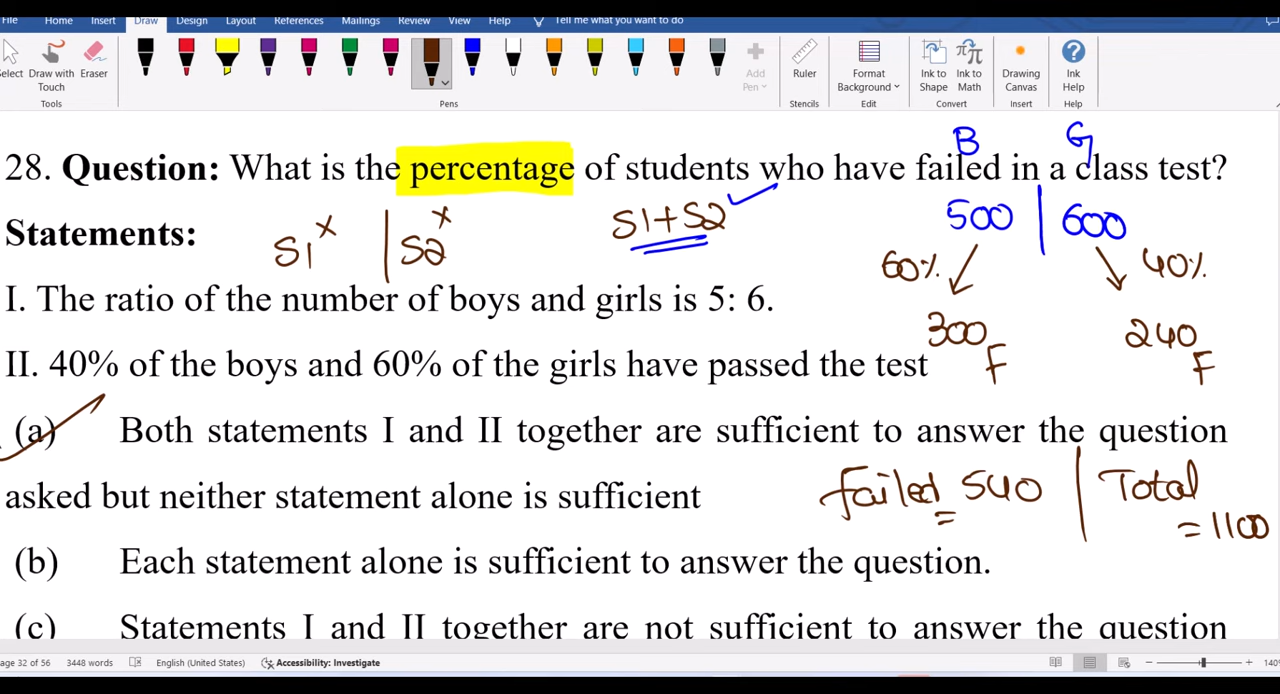 File Home Insert Draw Design Layout References Mailings Review View Help Tell me what you want to do
Select Draw with Touch Eraser Add Pen Ruler Format Background Ink to Shape Ink to Math Drawing Canvas Ink Help
Tools Pens Stencils Edit Convert Insert Help
B G
28. Question: What is the percentage of students who have failed in a class test?
S1+S2 500 600
Statements: S1 x S2 x
60% 40%
I. The ratio of the number of boys and girls is 5: 6.
300 F 240 F
II. 40% of the boys and 60% of the girls have passed the test
(a) Both statements I and II together are sufficient to answer the question
asked but neither statement alone is sufficient
failed = 540 Total = 1100
(b) Each statement alone is sufficient to answer the question.
(c) Statements I and II together are not sufficient to answer the question
age 32 of 56 3448 words English (United States) Accessibility: Investigate 140%